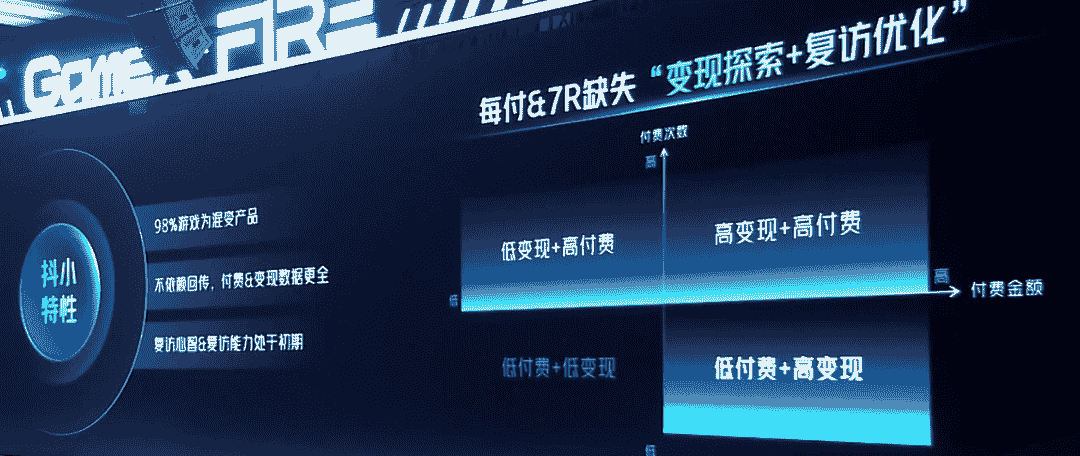 Game
FIRE
每付&7R缺失“变现探索+复访优化”
抖小
特性
98%游戏为混变产品
不依赖回传，付费&变现数据更全
复访心智&复访能力处于初期
付费次数
高
低变现+高付费
高变现+高付费
低
高
付费金额
低付费+低变现
低付费+高变现
低